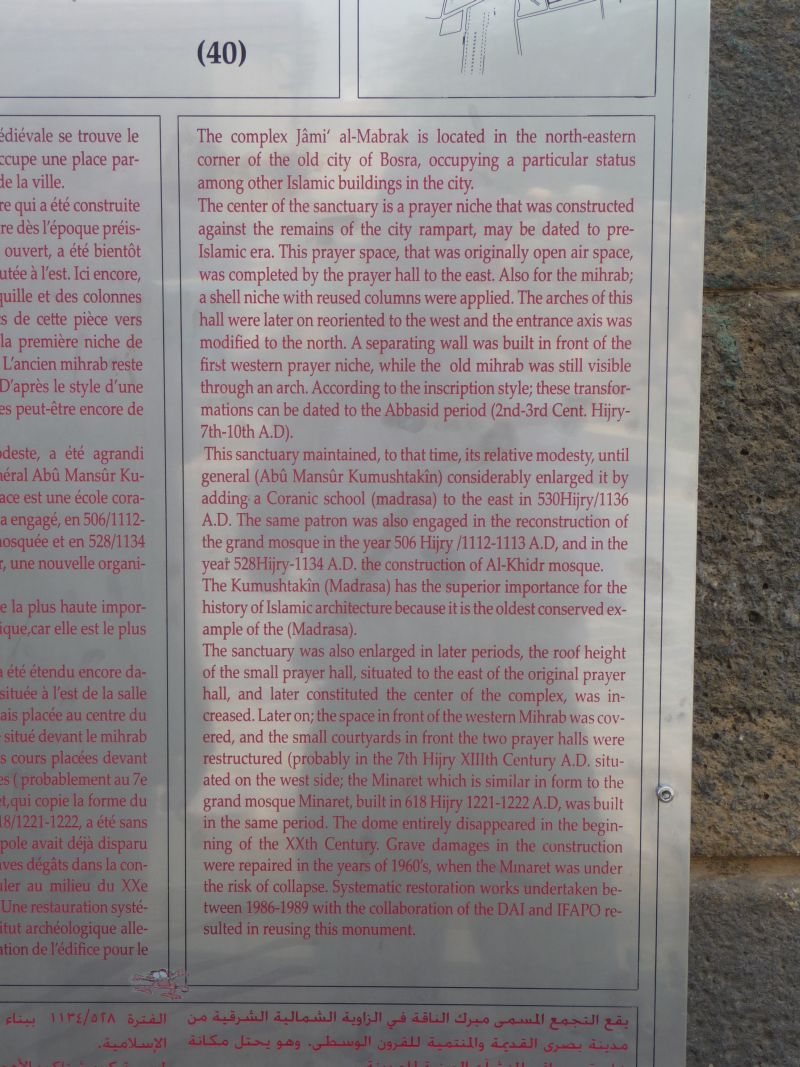 (40)
édiévale se trouve le
ccupe une place par-
de la ville.
re qui a été construite
re dès l'époque préis-
ouvert, a été bientôt
utée à l'est. Ici encore,
quille et des colonnes
s de cette pièce vers
la première niche de
L'ancien mihrab reste
D'après le style d'une
es peut-être encore de
odeste, a été agrandi
néral Abû Mansûr Ku-
ace est une école cora-
a engagé, en 506/1112-
nosquée et en 528/1134
r, une nouvelle organi-
e la plus haute impor-
ique,car elle est le plus
a été étendu encore da-
située à l'est de la salle
ais placée au centre du
situé devant le mihrab
s cours placées devant
es ( probablement au 7e
et,qui copie la forme du
18/1221-1222, a été sans
pole avait déjà disparu
aves dégâts dans la con-
uler au milieu du XXe
Une restauration systé-
itut archéologique alle-
ation de l'édifice pour le
The complex Jâmi‘ al-Mabrak is located in the north-eastern
corner of the old city of Bosra, occupying a particular status
among other Islamic buildings in the city.
The center of the sanctuary is a prayer niche that was constructed
against the remains of the city rampart, may be dated to pre-
Islamic era. This prayer space, that was originally open air space,
was completed by the prayer hall to the east. Also for the mihrab;
a shell niche with reused columns were applied. The arches of this
hall were later on reoriented to the west and the entrance axis was
modified to the north. A separating wall was built in front of the
first western prayer niche, while the old mihrab was still visible
through an arch. According to the inscription style; these transfor-
mations can be dated to the Abbasid period (2nd-3rd Cent. Hijry-
7th-10th A.D).
This sanctuary maintained, to that time, its relative modesty, until
general (Abû Mansûr Kumushtakîn) considerably enlarged it by
adding a Coranic school (madrasa) to the east in 530Hijry/1136
A.D. The same patron was also engaged in the reconstruction of
the grand mosque in the year 506 Hijry /1112-1113 A.D, and in the
year 528Hijry-1134 A.D. the construction of Al-Khidr mosque.
The Kumushtakîn (Madrasa) has the superior importance for the
history of Islamic architecture because it is the oldest conserved ex-
ample of the (Madrasa).
The sanctuary was also enlarged in later periods, the roof height
of the small prayer hall, situated to the east of the original prayer
hall, and later constituted the center of the complex, was in-
creased. Later on; the space in front of the western Mihrab was cov-
ered, and the small courtyards in front the two prayer halls were
restructured (probably in the 7th Hijry XIIIth Century A.D. situ-
ated on the west side; the Minaret which is similar in form to the
grand mosque Minaret, built in 618 Hijry 1221-1222 A.D, was built
in the same period. The dome entirely disappeared in the begin-
ning of the XXth Century. Grave damages in the construction
were repaired in the years of 1960's, when the Minaret was under
the risk of collapse. Systematic restoration works undertaken be-
tween 1986-1989 with the collaboration of the DAI and IFAPO re-
sulted in reusing this monument.
يقع التجمع المسمى مبرك الناقة في الزاوية الشمالية الشرقية من
مدينة بصرى القديمة والمنتمية للقرون الوسطى. وهو يحتل مكانة
الفترة ١١٣٤/٥٢٨ ببناء
الإسلامية.